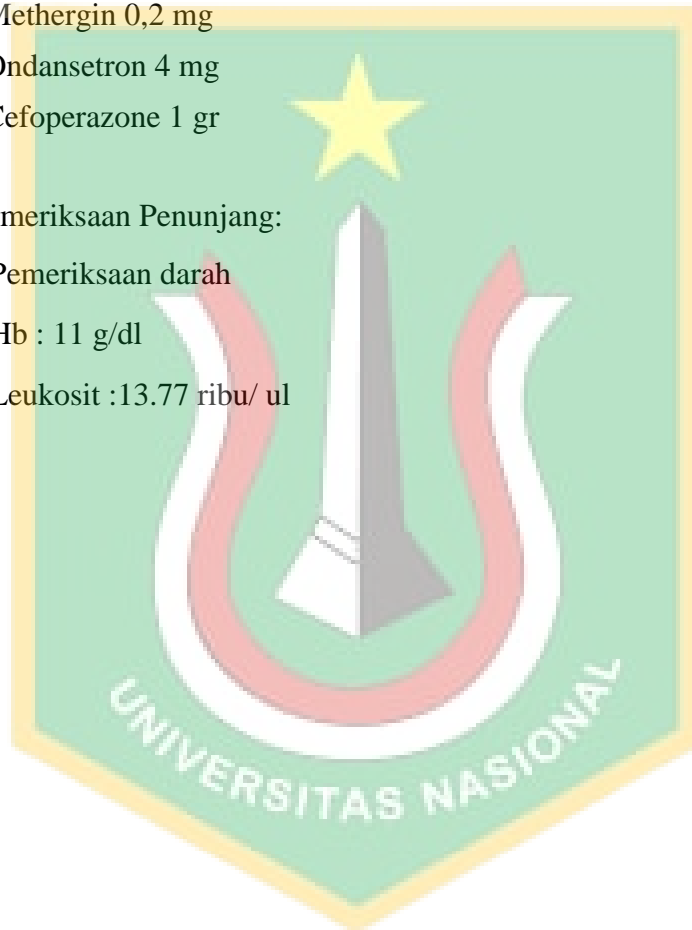 Methergin 0,2 mg
Ondansetron 4 mg
Cefoperazone 1 gr
meriksaan Penunjang:
Pemeriksaan darah
Hb : 11 g/dl
Leukosit :13.77 ribu/ ul
UNIVERSITAS NASIONAL